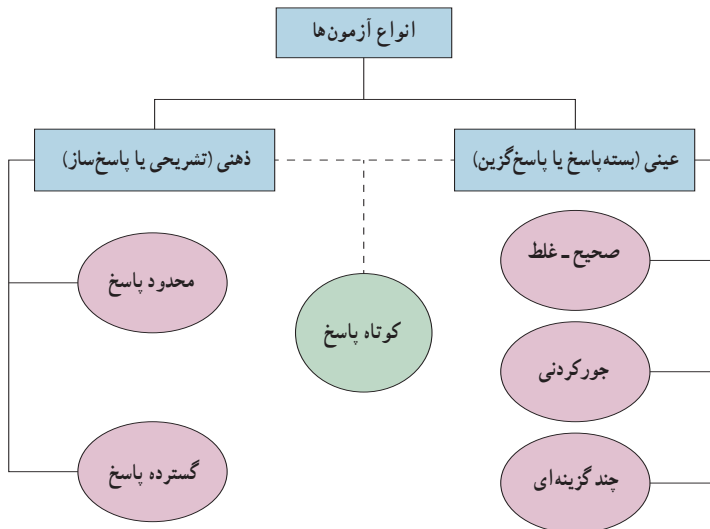 انواع آزمون‌ها
عینی (بسته‌پاسخ یا پاسخ‌گزین)
ذهنی (تشریحی یا پاسخ‌ساز)
صحیح ـ غلط
جورکردنی
چند گزینه‌ای
کوتاه پاسخ
محدود پاسخ
گسترده پاسخ